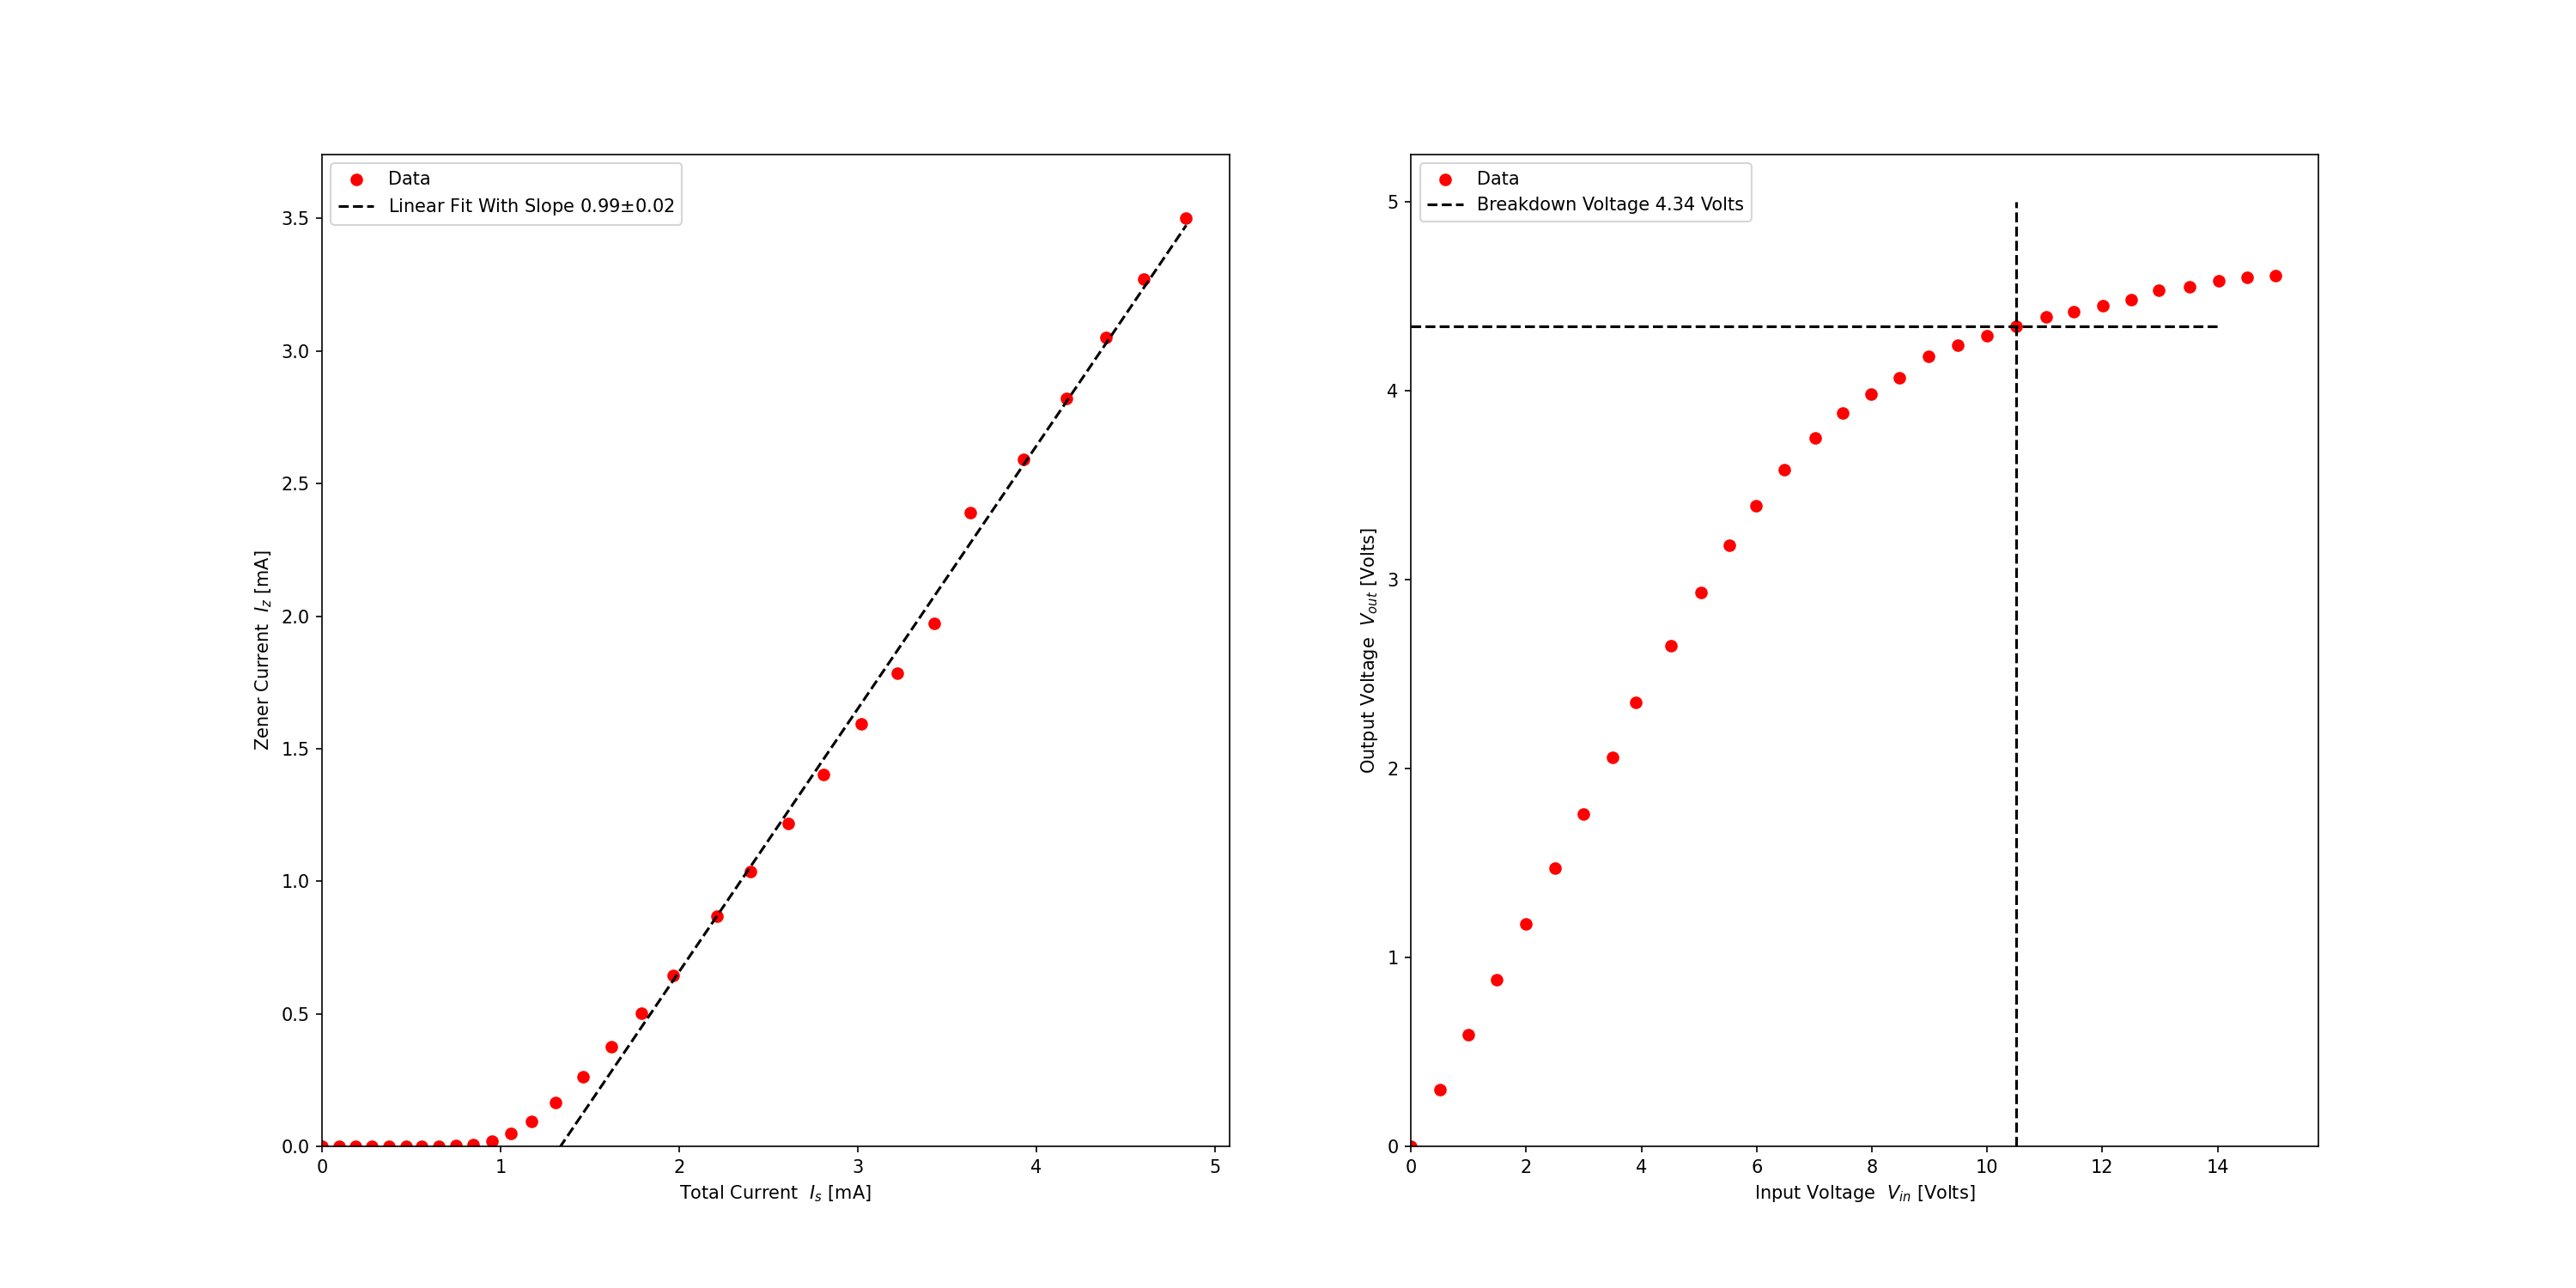 Data
Linear Fit With Slope 0.99±0.02
3.5
3.0
2.5
2.0
1.5
1.0
0.5
0.0
Zener Current I_z [mA]
0 1 2 3 4 5
Total Current I_s [mA]
Data
Breakdown Voltage 4.34 Volts
5
4
3
2
1
0
Output Voltage V_out [Volts]
0 2 4 6 8 10 12 14
Input Voltage V_in [Volts]